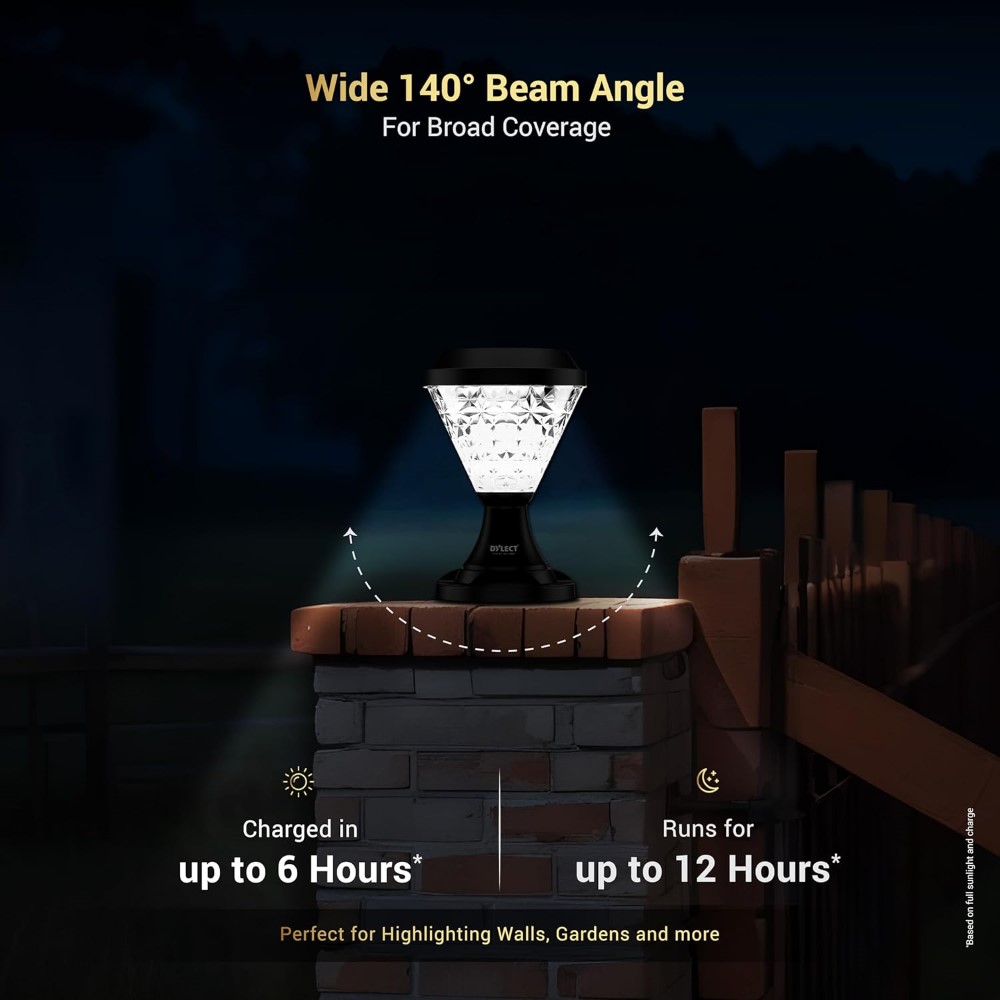 Wide 140° Beam Angle
For Broad Coverage
DYLECT
Charged in
up to 6 Hours*
Runs for
up to 12 Hours*
Perfect for Highlighting Walls, Gardens and more
*Based on full sunlight and charge